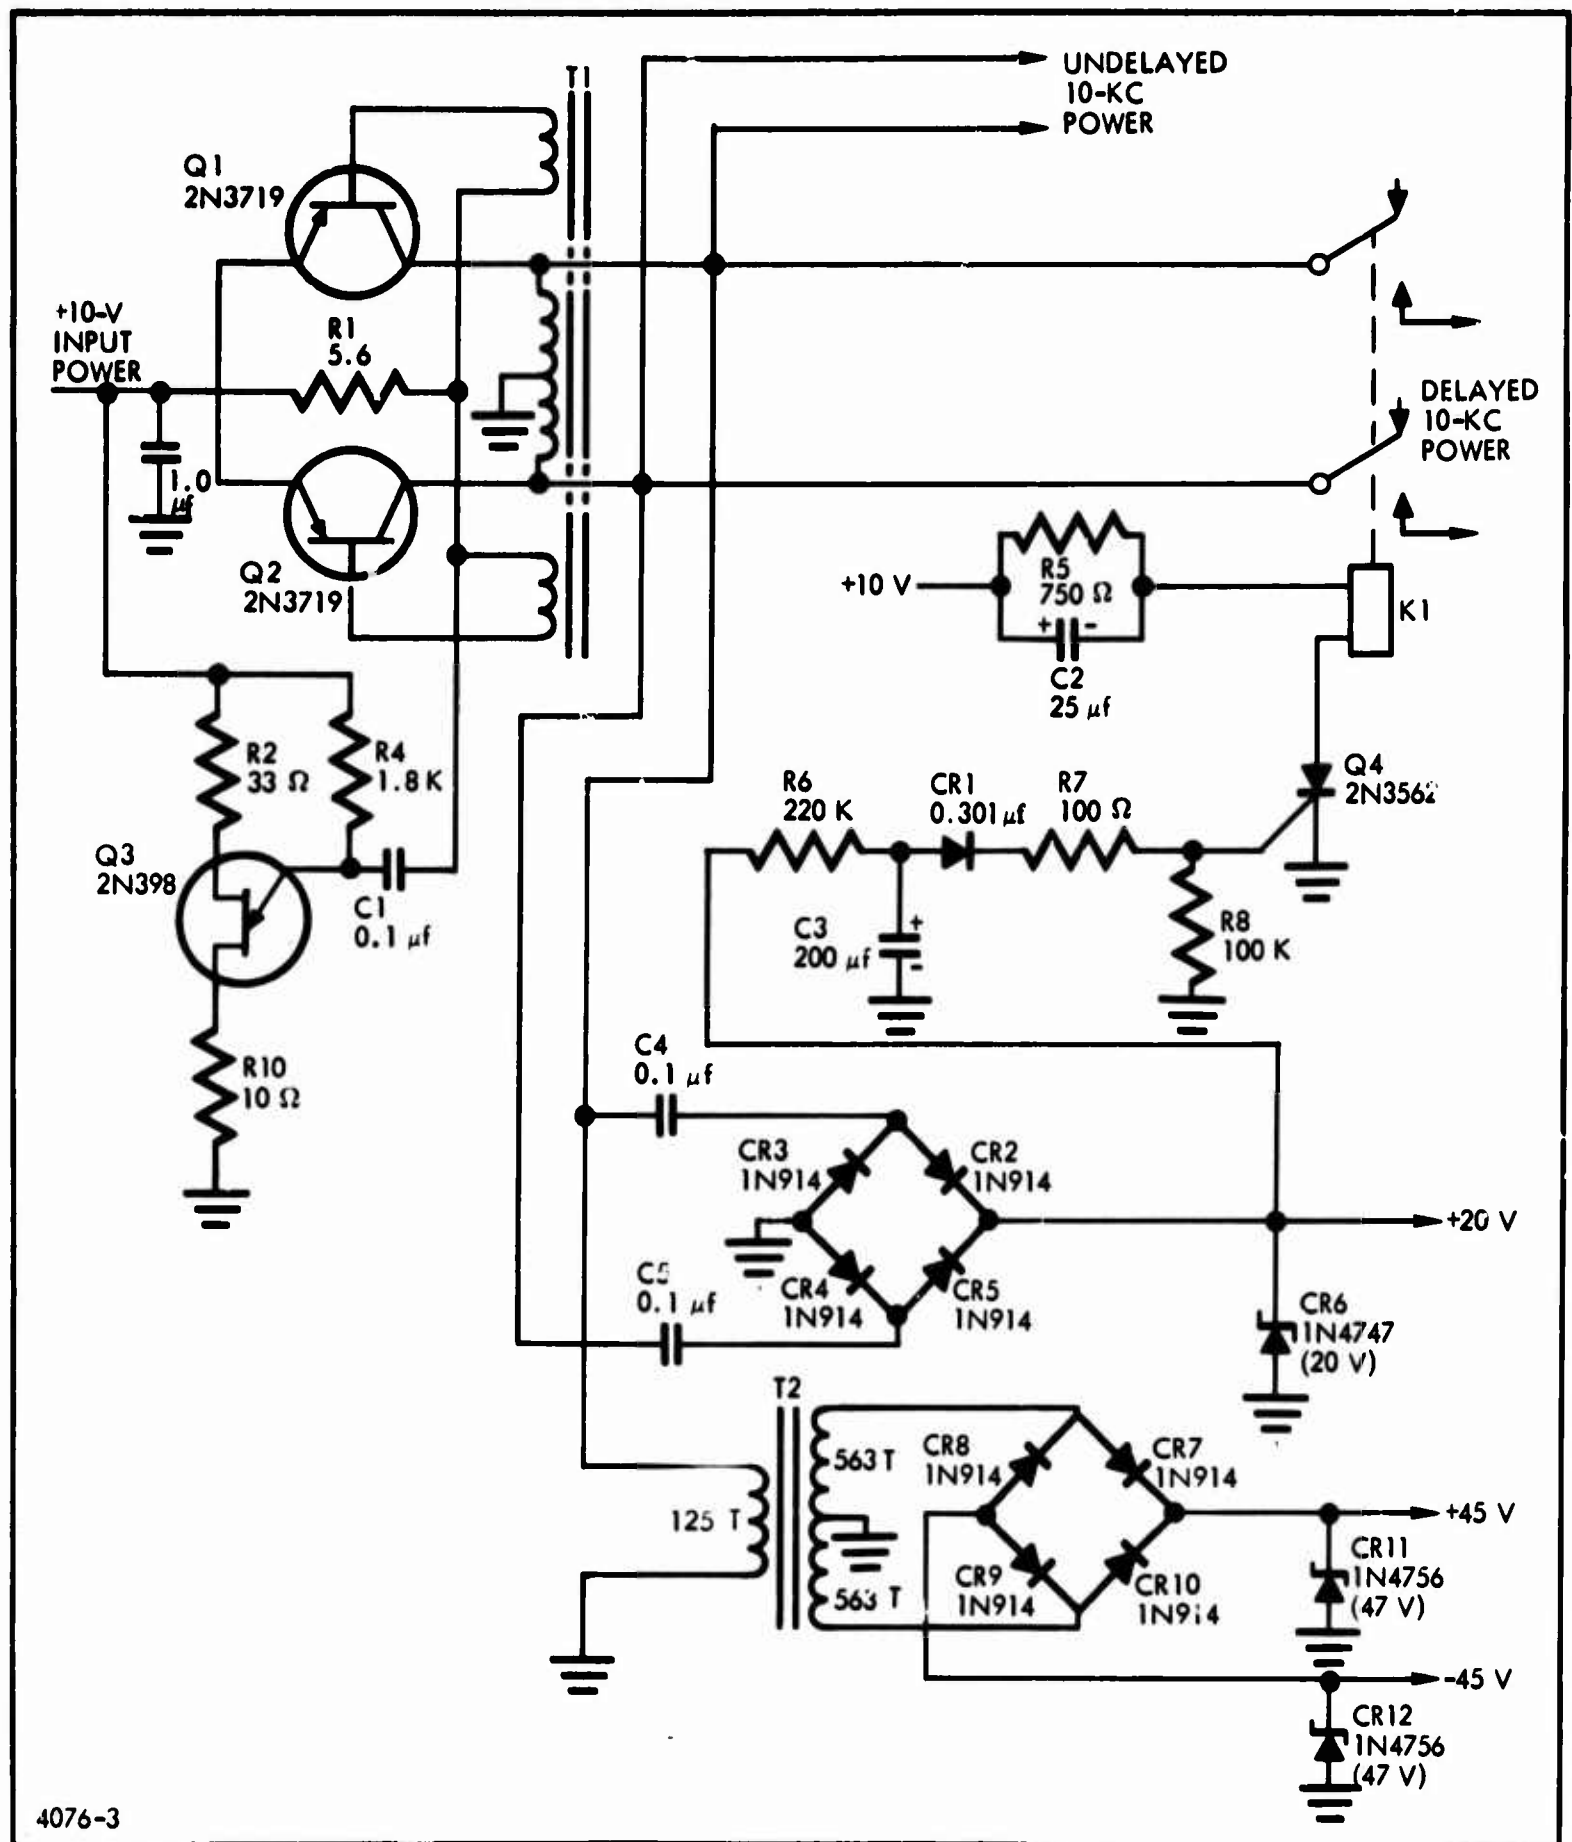 T1
UNDELAYED
10-KC
POWER
Q1
2N3719
+10-V
INPUT
POWER
R1
5.6
1.0
µf
DELAYED
10-KC
POWER
Q2
2N3719
+10 V
R5
750 Ω
+ -
C2
25 µf
K1
R2
33 Ω
R4
1.8 K
R6
220 K
CR1
0.301 µf
R7
100 Ω
Q4
2N3562
Q3
2N398
C1
0.1 µf
C3
200 µf
+
-
R8
100 K
R10
10 Ω
C4
0.1 µf
CR3
1N914
CR2
1N914
+20 V
C5
0.1 µf
CR4
1N914
CR5
1N914
CR6
1N4747
(20 V)
T2
563 T
125 T
563 T
CR8
1N914
CR7
1N914
+45 V
CR9
1N914
CR10
1N914
CR11
1N4756
(47 V)
-45 V
CR12
1N4756
(47 V)
4076-3